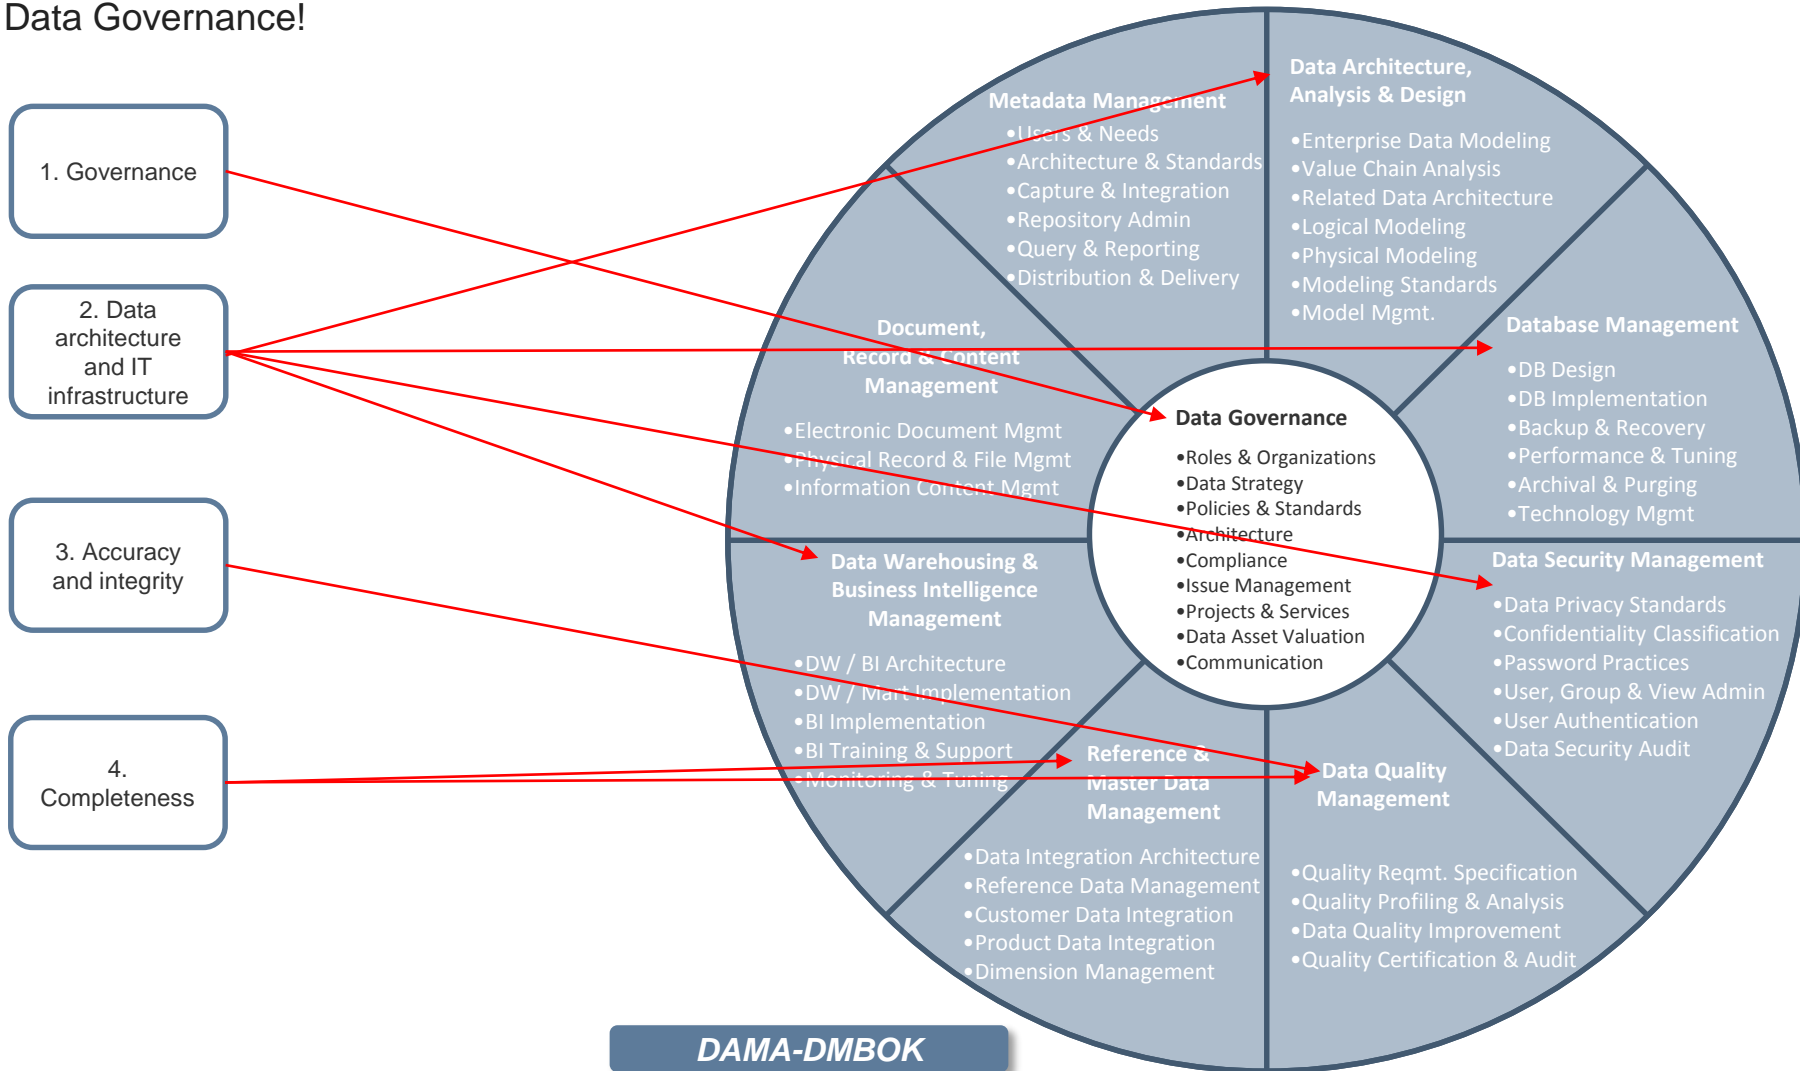 Data Governance!
1. Governance
2. Data
architecture
and IT
infrastructure
3. Accuracy
and integrity
4.
Completeness
Metadata Management
•Users & Needs
•Architecture & Standards
•Capture & Integration
•Repository Admin
•Query & Reporting
•Distribution & Delivery
Data Architecture,
Analysis & Design
•Enterprise Data Modeling
•Value Chain Analysis
•Related Data Architecture
•Logical Modeling
•Physical Modeling
•Modeling Standards
•Model Mgmt.
Document,
Record & Content
Management
•Electronic Document Mgmt
•Physical Record & File Mgmt
•Information Content Mgmt
Database Management
•DB Design
•DB Implementation
•Backup & Recovery
•Performance & Tuning
•Archival & Purging
•Technology Mgmt
Data Governance
•Roles & Organizations
•Data Strategy
•Policies & Standards
•Architecture
•Compliance
•Issue Management
•Projects & Services
•Data Asset Valuation
•Communication
Data Warehousing &
Business Intelligence
Management
•DW / BI Architecture
•DW / Mart Implementation
•BI Implementation
•BI Training & Support
•Monitoring & Tuning
Data Security Management
•Data Privacy Standards
•Confidentiality Classification
•Password Practices
•User, Group & View Admin
•User Authentication
•Data Security Audit
Reference &
Master Data
Management
•Data Integration Architecture
•Reference Data Management
•Customer Data Integration
•Product Data Integration
•Dimension Management
Data Quality
Management
•Quality Reqmt. Specification
•Quality Profiling & Analysis
•Data Quality Improvement
•Quality Certification & Audit
DAMA-DMBOK